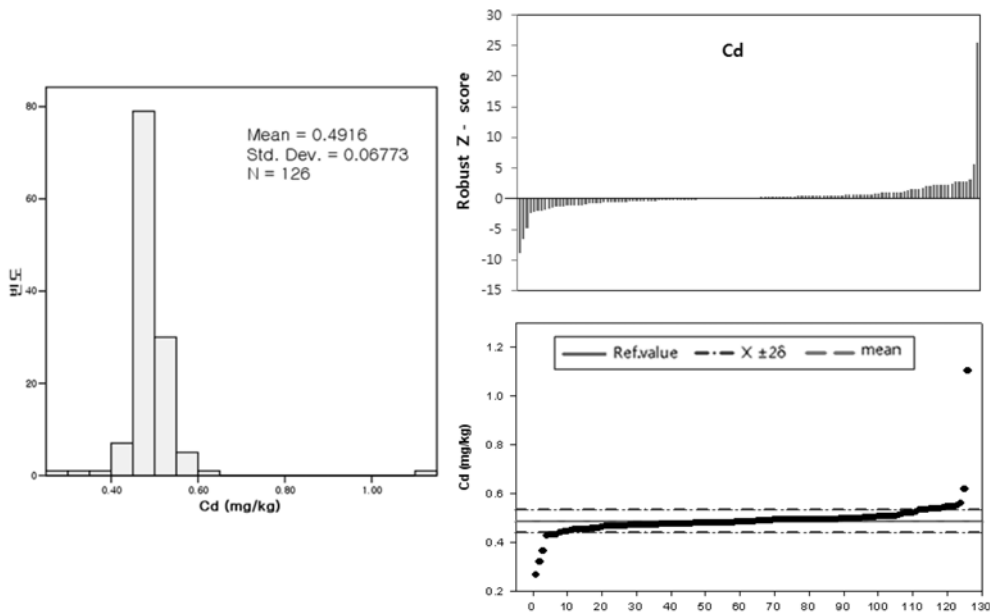 80
60
40
20
0
빈도
Mean = 0.4916
Std. Dev. = 0.06773
N = 126
0.40 0.60 0.80 1.00
Cd (mg/kg)
30
25
20
15
10
5
0
-5
-10
-15
Robust Z - score
Cd
1.2
1.0
0.8
0.6
0.4
0.2
Cd (mg/kg)
Ref.value X ±2δ mean
0 10 20 30 40 50 60 70 80 90 100 110 120 130